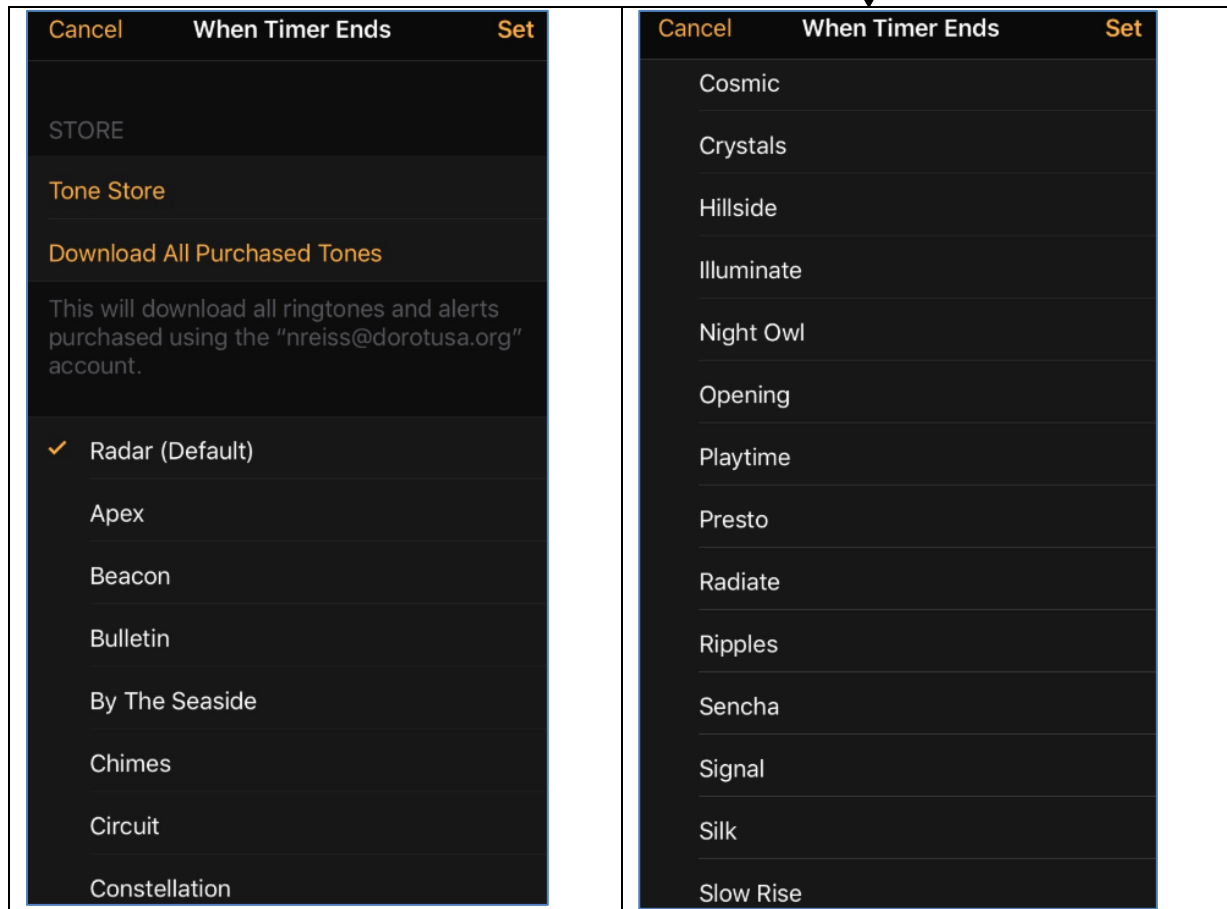 Cancel When Timer Ends Set
STORE
Tone Store
Download All Purchased Tones
This will download all ringtones and alerts
purchased using the “nreiss@dorotusa.org”
account.
Radar (Default)
Apex
Beacon
Bulletin
By The Seaside
Chimes
Circuit
Constellation
Cancel When Timer Ends Set
Cosmic
Crystals
Hillside
Illuminate
Night Owl
Opening
Playtime
Presto
Radiate
Ripples
Sencha
Signal
Silk
Slow Rise